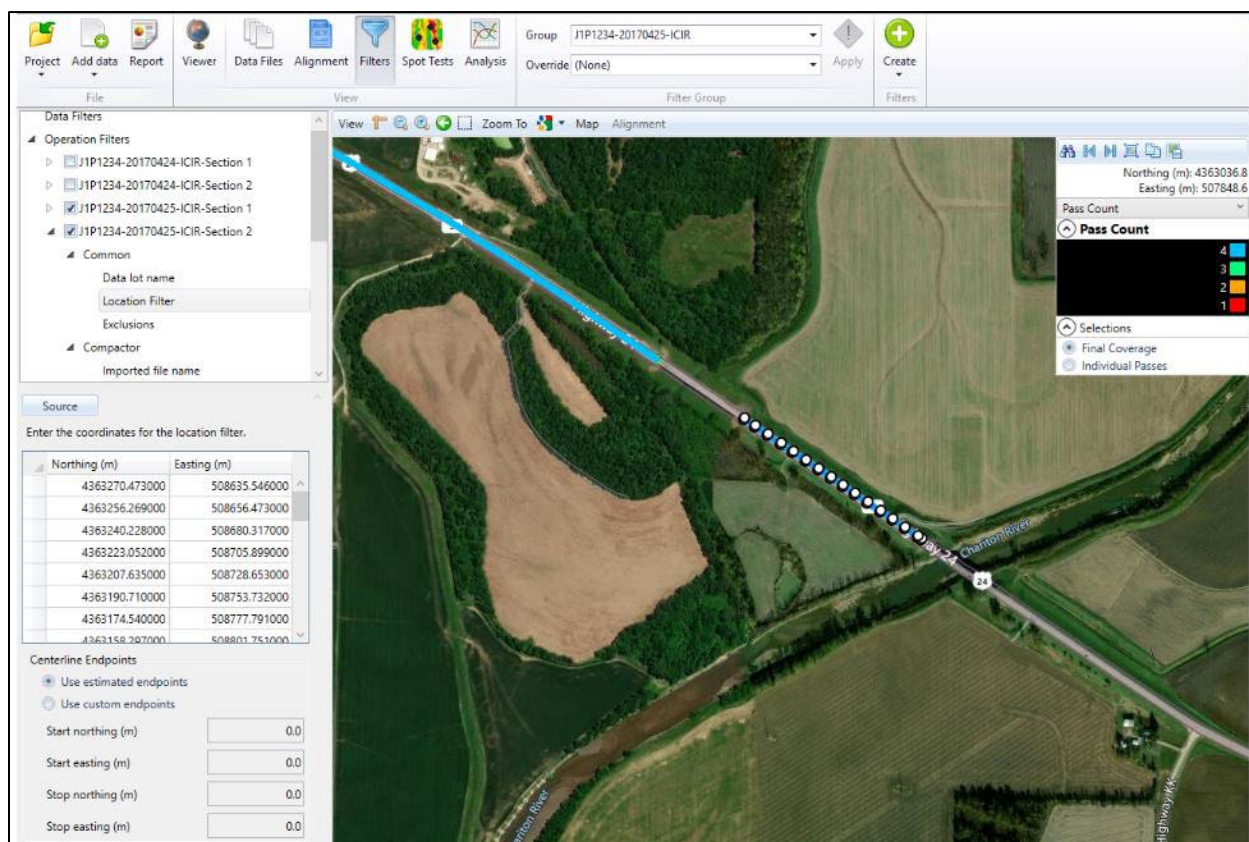 Project Add data Report Viewer Data Files Alignment Filters Spot Tests Analysis
Group J1P1234-20170425-ICIR
Override (None)
Apply Create
File View Filter Group Filters
Data Filters
Operation Filters
J1P1234-20170424-ICIR-Section 1
J1P1234-20170424-ICIR-Section 2
J1P1234-20170425-ICIR-Section 1
J1P1234-20170425-ICIR-Section 2
Common
Data lot name
Location Filter
Exclusions
Compactor
Imported file name
Source
Enter the coordinates for the location filter.
Northing (m) Easting (m)
4363270.473000 508635.546000
4363256.269000 508656.473000
4363240.228000 508680.317000
4363223.052000 508705.899000
4363207.635000 508728.653000
4363190.710000 508753.732000
4363174.540000 508777.791000
4363158.297000 508801.751000
Centerline Endpoints
Use estimated endpoints
Use custom endpoints
Start northing (m) 0.0
Start easting (m) 0.0
Stop northing (m) 0.0
Stop easting (m) 0.0
View Zoom To Map Alignment
Northing (m): 4363036.8
Easting (m): 507848.6
Pass Count
Pass Count
4
3
2
1
Selections
Final Coverage
Individual Passes
Highway 24
24
Chariton River
24
Chariton River
Highway KK